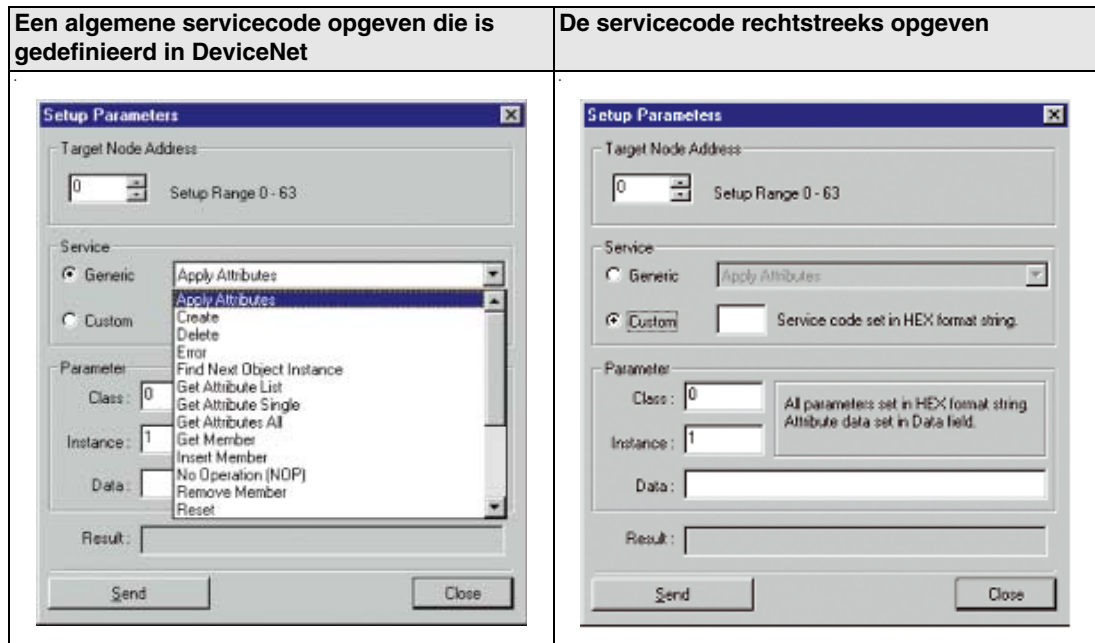 Een algemene servicecode opgeven die is
gedefinieerd in DeviceNet
De servicecode rechtstreeks opgeven
Setup Parameters
Target Node Address
0
Setup Range 0 - 63
Service
Generic
Apply Attributes
Apply Attributes
Create
Delete
Error
Find Next Object Instance
Get Attribute List
Get Attribute Single
Get Attributes All
Get Member
Insert Member
No Operation (NOP)
Remove Member
Reset
Custom
Parameter
Class : 0
Instance : 1
Data :
Result :
Send
Close
Setup Parameters
Target Node Address
0
Setup Range 0 - 63
Service
Generic
Apply Attributes
Custom
Service code set in HEX format string.
Parameter
Class : 0
All parameters set in HEX format string
Attribute data set in Data field.
Instance : 1
Data :
Result :
Send
Close